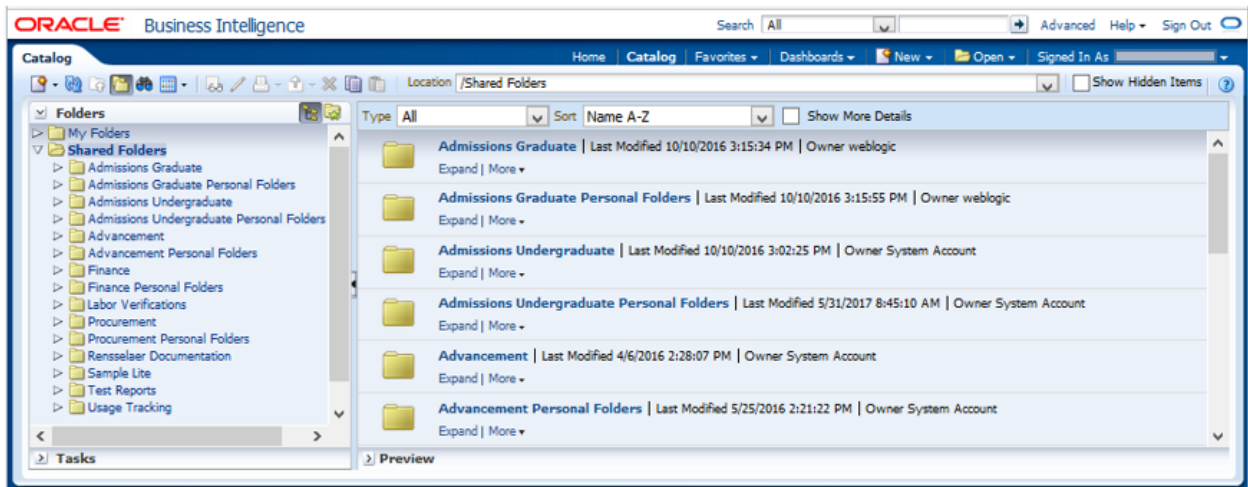 ORACLE Business Intelligence Search All Advanced Help Sign Out
Catalog Home Catalog Favorites Dashboards New Open Signed In As
Location /Shared Folders Show Hidden Items
Folders
My Folders
Shared Folders
Admissions Graduate
Admissions Graduate Personal Folders
Admissions Undergraduate
Admissions Undergraduate Personal Folders
Advancement
Advancement Personal Folders
Finance
Finance Personal Folders
Labor Verifications
Procurement
Procurement Personal Folders
Rensselaer Documentation
Sample Lite
Test Reports
Usage Tracking
Tasks
Type All Sort Name A-Z Show More Details
Admissions Graduate | Last Modified 10/10/2016 3:15:34 PM | Owner weblogic
Expand | More
Admissions Graduate Personal Folders | Last Modified 10/10/2016 3:15:55 PM | Owner weblogic
Expand | More
Admissions Undergraduate | Last Modified 10/10/2016 3:02:25 PM | Owner System Account
Expand | More
Admissions Undergraduate Personal Folders | Last Modified 5/31/2017 8:45:10 AM | Owner System Account
Expand | More
Advancement | Last Modified 4/6/2016 2:28:07 PM | Owner System Account
Expand | More
Advancement Personal Folders | Last Modified 5/25/2016 2:21:22 PM | Owner System Account
Expand | More
Preview